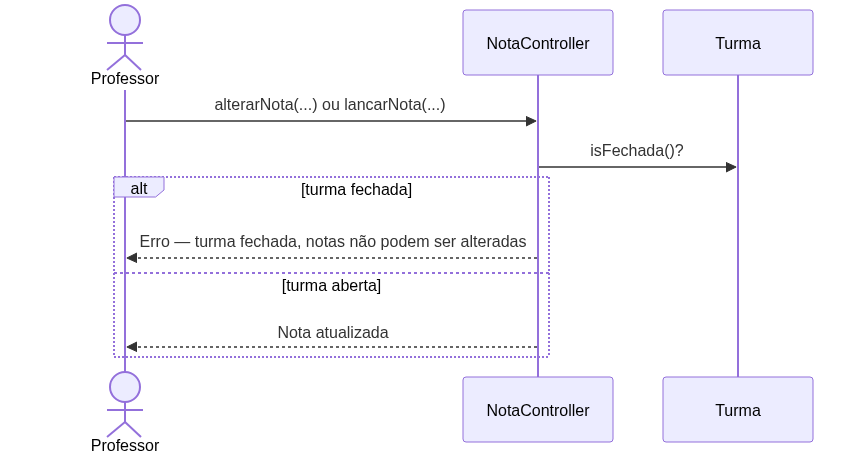 Professor
NotaController
Turma
alterarNota(...) ou lancarNota(...)
isFechada()?
alt
[turma fechada]
Erro — turma fechada, notas não podem ser alteradas
[turma aberta]
Nota atualizada
Professor
NotaController
Turma